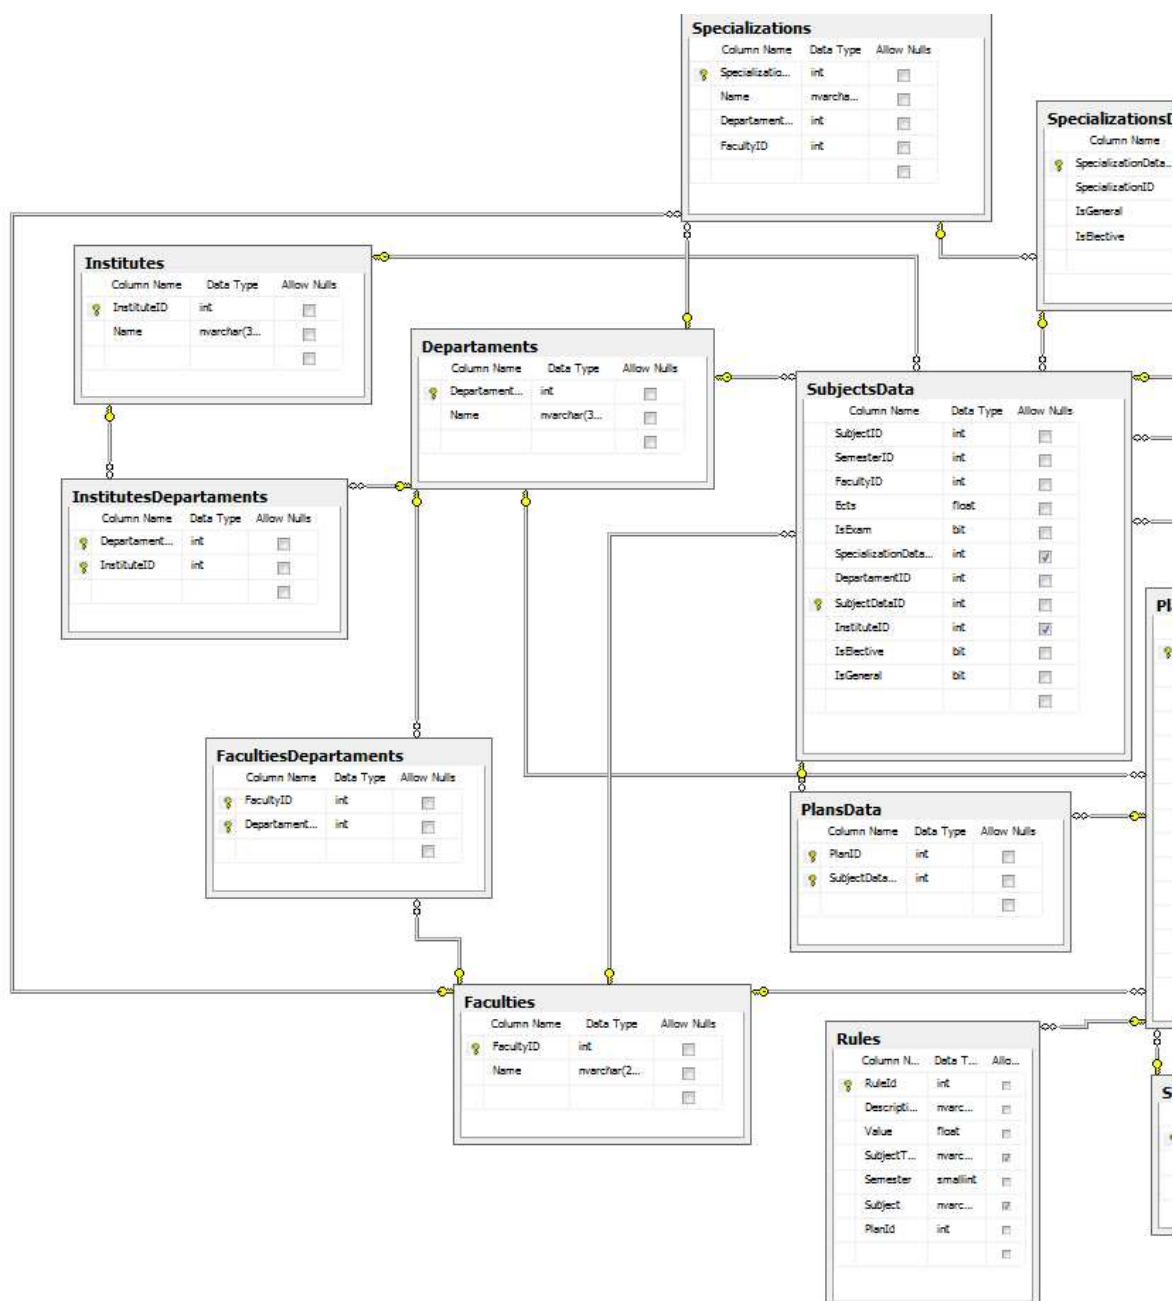 Specializations
Column Name Data Type Allow Nulls
Specializatio... int
Name nvarcha...
Departament... int
FacultyID int
SpecializationsD
Column Name
SpecializationData...
SpecializationID
IsGeneral
IsElective
Institutes
Column Name Data Type Allow Nulls
InstituteID int
Name nvarchar(3...
Departaments
Column Name Data Type Allow Nulls
Departament... int
Name nvarchar(3...
SubjectsData
Column Name Data Type Allow Nulls
SubjectID int
SemesterID int
FacultyID int
Ects float
IsExam bit
SpecializationData... int
DepartamentID int
SubjectDataID int
InstituteID int
IsElective bit
IsGeneral bit
InstitutesDepartaments
Column Name Data Type Allow Nulls
Departament... int
InstituteID int
Pl
FacultiesDepartaments
Column Name Data Type Allow Nulls
FacultyID int
Departament... int
PlansData
Column Name Data Type Allow Nulls
PlanID int
SubjectData... int
Faculties
Column Name Data Type Allow Nulls
FacultyID int
Name nvarchar(2...
Rules
Column N... Data T... Allo...
RuleId int
Descripti... nvarc...
Value float
SubjectT... nvarc...
Semester smallint
Subject nvarc...
PlanId int
S